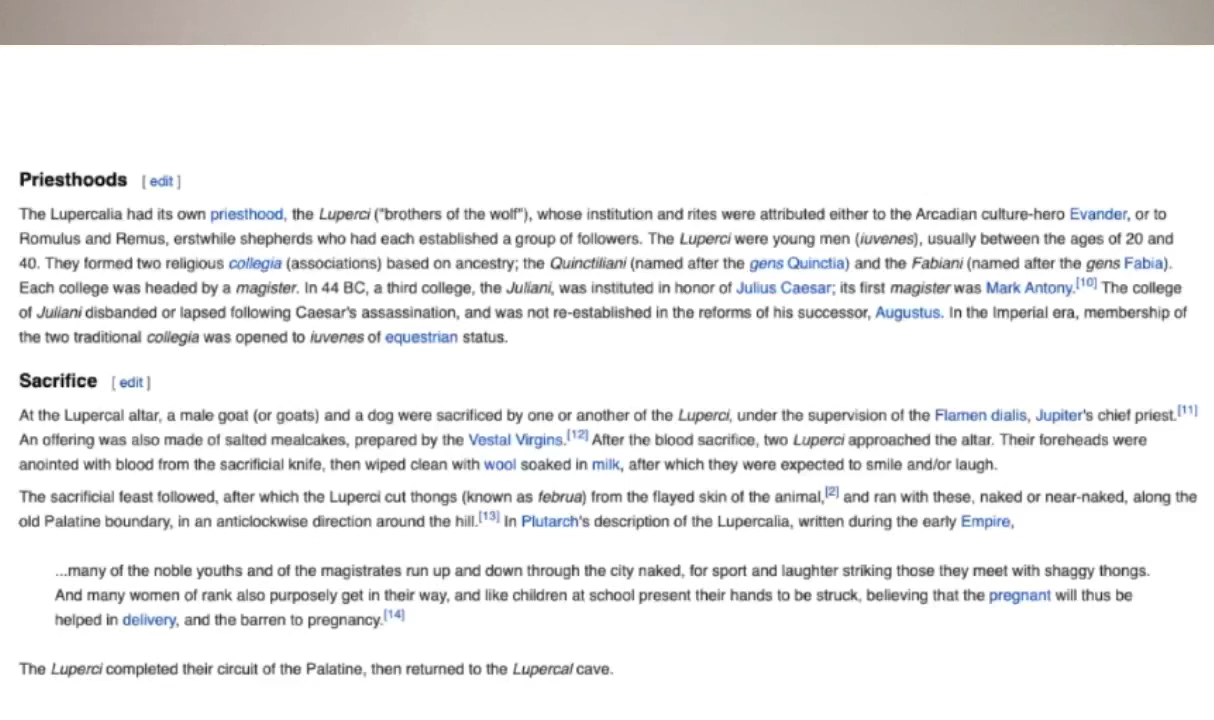 Priesthoods [ edit ]
The Lupercalia had its own priesthood, the Luperci ("brothers of the wolf"), whose institution and rites were attributed either to the Arcadian culture-hero Evander, or to
Romulus and Remus, erstwhile shepherds who had each established a group of followers. The Luperci were young men (iuvenes), usually between the ages of 20 and
40. They formed two religious collegia (associations) based on ancestry; the Quinctiliani (named after the gens Quinctia) and the Fabiani (named after the gens Fabia).
Each college was headed by a magister. In 44 BC, a third college, the Juliani, was instituted in honor of Julius Caesar; its first magister was Mark Antony.[10] The college
of Juliani disbanded or lapsed following Caesar's assassination, and was not re-established in the reforms of his successor, Augustus. In the Imperial era, membership of
the two traditional collegia was opened to iuvenes of equestrian status.
Sacrifice [ edit ]
At the Lupercal altar, a male goat (or goats) and a dog were sacrificed by one or another of the Luperci, under the supervision of the Flamen dialis, Jupiter's chief priest.[11]
An offering was also made of salted mealcakes, prepared by the Vestal Virgins.[12] After the blood sacrifice, two Luperci approached the altar. Their foreheads were
anointed with blood from the sacrificial knife, then wiped clean with wool soaked in milk, after which they were expected to smile and/or laugh.
The sacrificial feast followed, after which the Luperci cut thongs (known as februa) from the flayed skin of the animal,[2] and ran with these, naked or near-naked, along the
old Palatine boundary, in an anticlockwise direction around the hill.[13] In Plutarch's description of the Lupercalia, written during the early Empire,
...many of the noble youths and of the magistrates run up and down through the city naked, for sport and laughter striking those they meet with shaggy thongs.
And many women of rank also purposely get in their way, and like children at school present their hands to be struck, believing that the pregnant will thus be
helped in delivery, and the barren to pregnancy.[14]
The Luperci completed their circuit of the Palatine, then returned to the Lupercal cave.